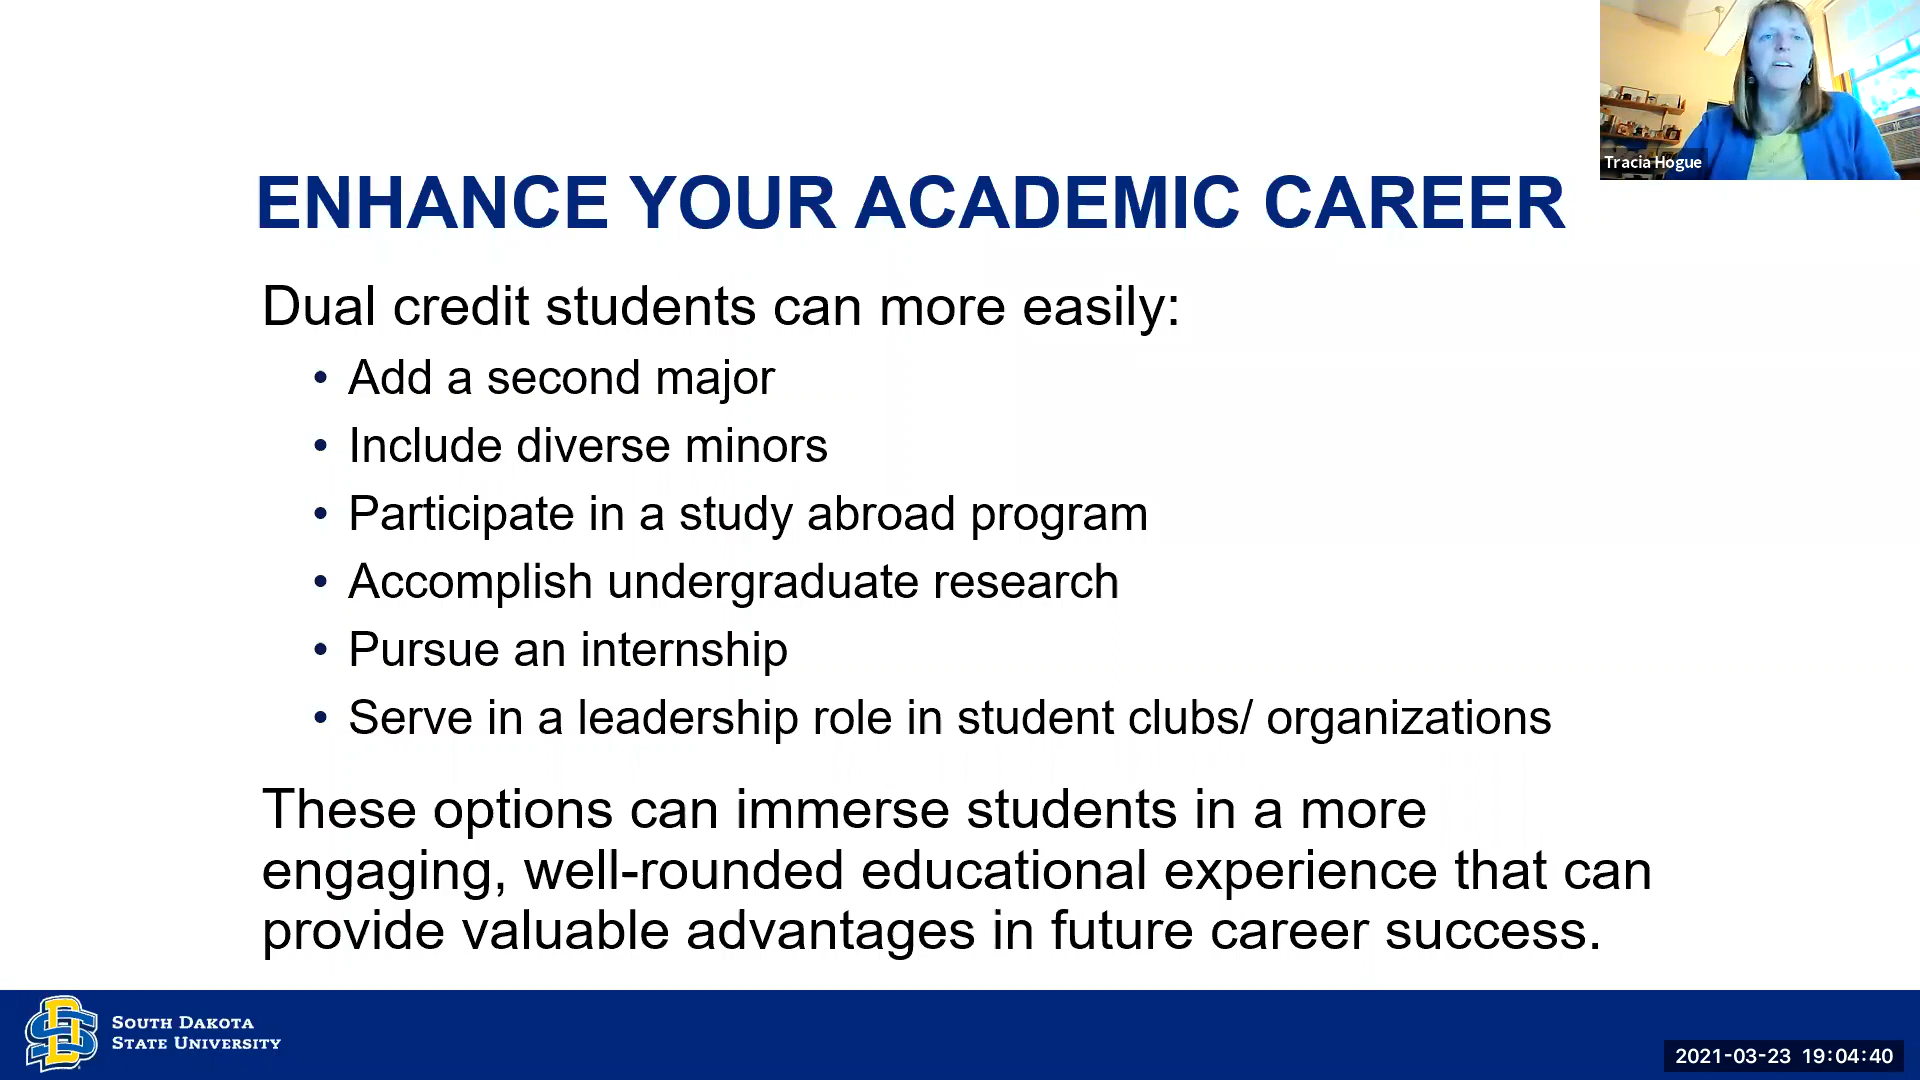 Tracia Hogue
ENHANCE YOUR ACADEMIC CAREER
Dual credit students can more easily:
• Add a second major
• Include diverse minors
• Participate in a study abroad program
• Accomplish undergraduate research
• Pursue an internship
• Serve in a leadership role in student clubs/ organizations
These options can immerse students in a more
engaging, well-rounded educational experience that can
provide valuable advantages in future career success.
SOUTH DAKOTA
STATE UNIVERSITY
2021-03-23 19:04:40